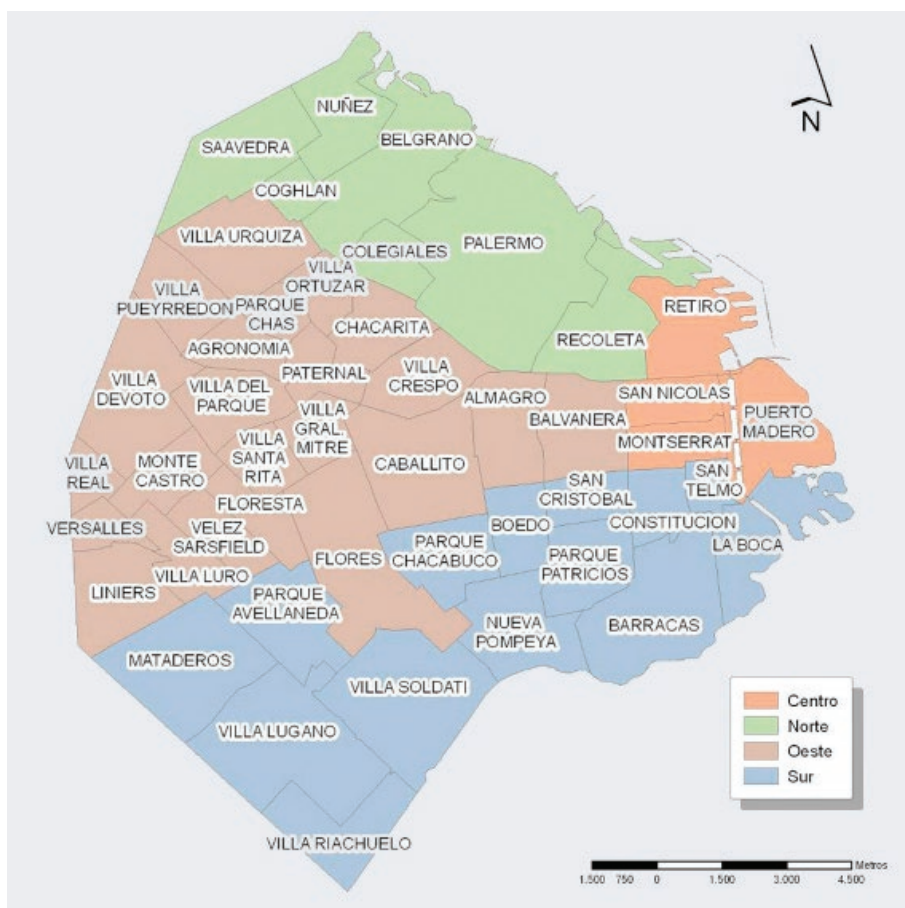 N
NUÑEZ
SAAVEDRA
BELGRANO
COGHLAN
VILLA URQUIZA
COLEGIALES
PALERMO
VILLA
ORTUZAR
VILLA
PUEYRREDON
PARQUE
CHAS
CHACARITA
RETIRO
RECOLETA
AGRONOMIA
PATERNAL
VILLA
CRESPO
VILLA
DEVOTO
VILLA DEL
PARQUE
ALMAGRO
SAN NICOLAS
BALVANERA
PUERTO
MADERO
VILLA
GRAL.
MITRE
MONTSERRAT
VILLA
SANTA
RITA
VILLA
REAL
MONTE
CASTRO
CABALLITO
SAN
TELMO
SAN
CRISTOBAL
FLORESTA
VERSALLES
VELEZ
SARSFIELD
BOEDO
CONSTITUCION
LA BOCA
PARQUE
CHACABUCO
FLORES
PARQUE
PATRICIOS
VILLA LURO
LINIERS
PARQUE
AVELLANEDA
NUEVA
POMPEYA
BARRACAS
MATADEROS
VILLA SOLDATI
VILLA LUGANO
VILLA RIACHUELO
Centro
Norte
Oeste
Sur
Metros
1.500 750 0 1.500 3.000 4.500